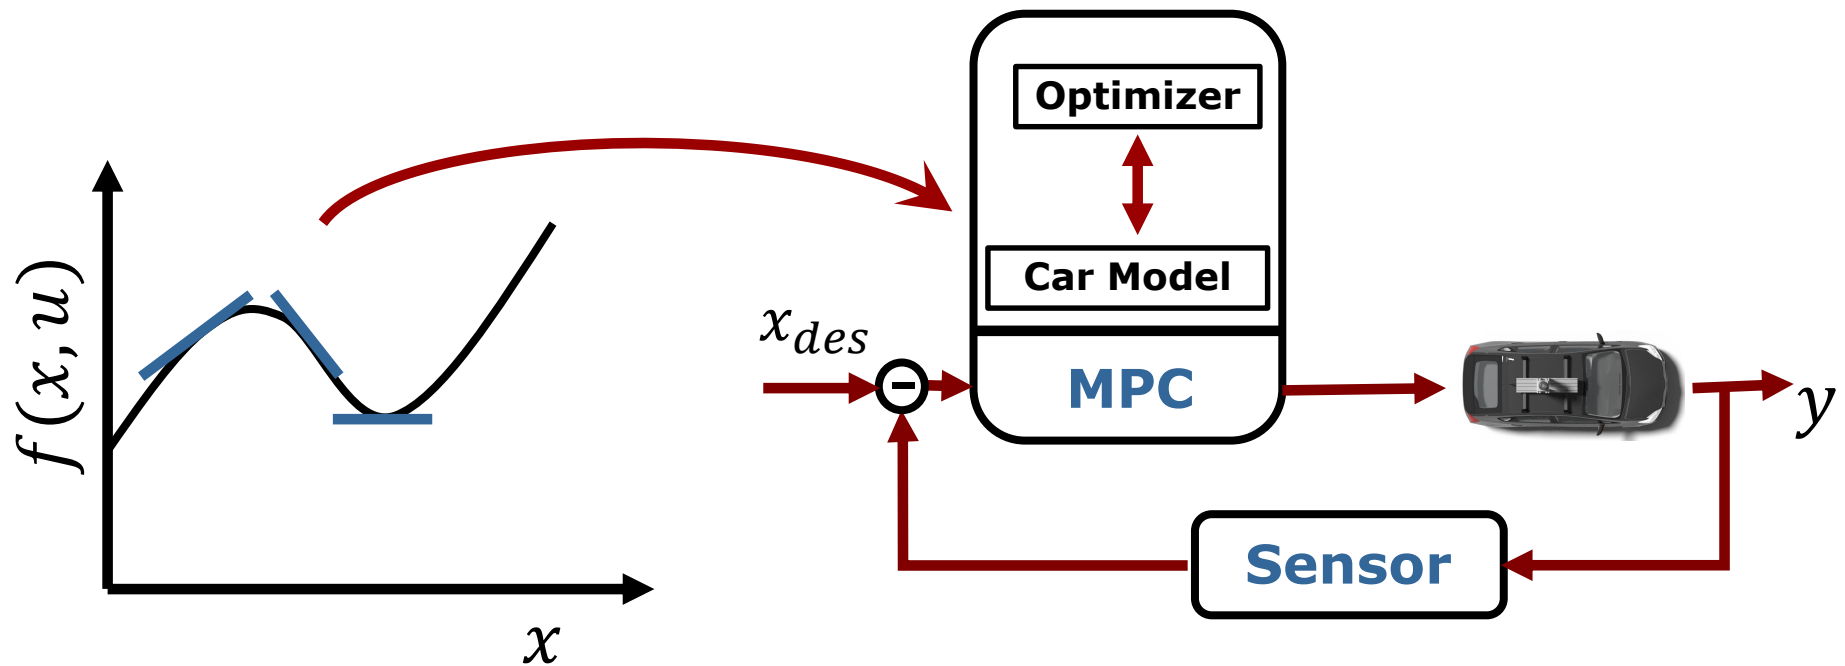 f(x, u)
x
Optimizer
Car Model
MPC
x_des
−
y
Sensor